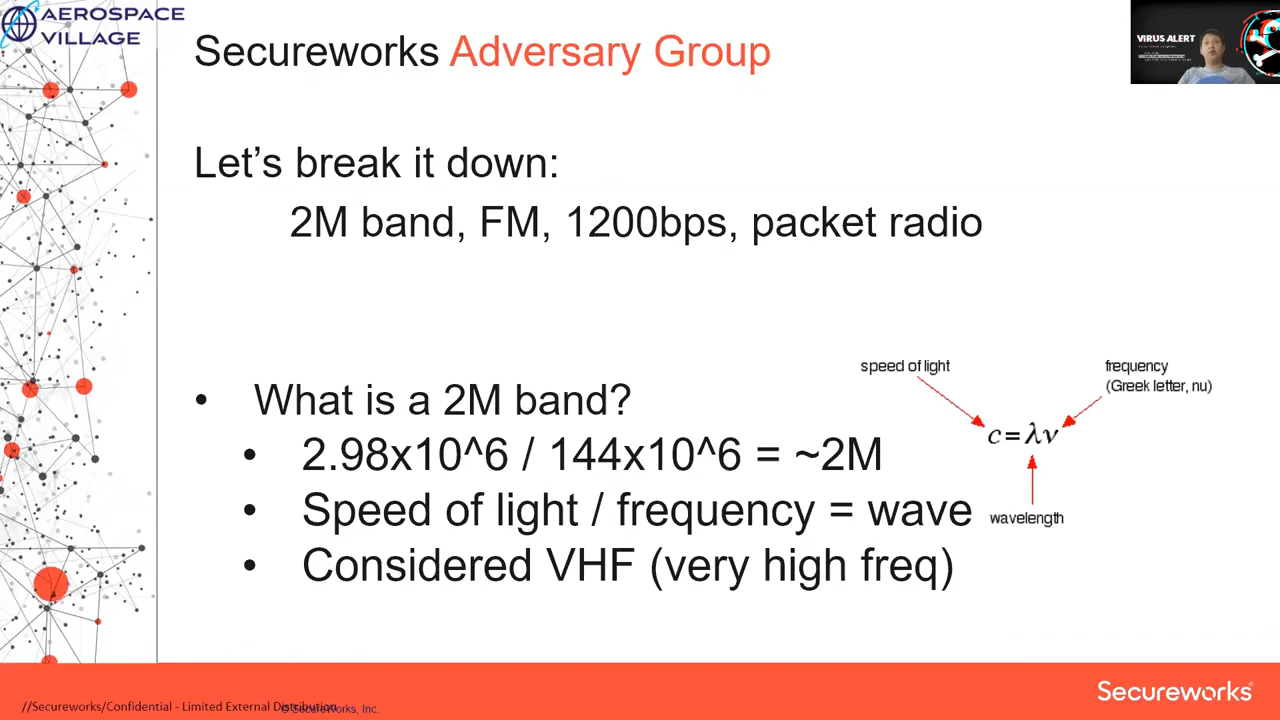 AEROSPACE
VILLAGE
Secureworks Adversary Group
VIRUS ALERT
Let's break it down:
2M band, FM, 1200bps, packet radio
speed of light
frequency
(Greek letter, nu)
c = λν
wavelength
• What is a 2M band?
• 2.98x10^6 / 144x10^6 = ~2M
• Speed of light / frequency = wave
• Considered VHF (very high freq)
//Secureworks/Confidential - Limited External Distribution
© SecureWorks, Inc.
Secureworks